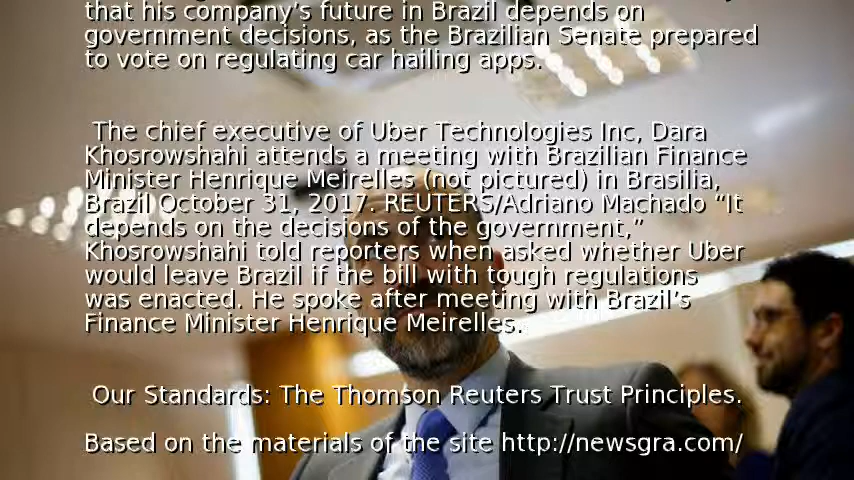 that his company’s future in Brazil depends on
government decisions, as the Brazilian Senate prepared
to vote on regulating car hailing apps.
The chief executive of Uber Technologies Inc, Dara
Khosrowshahi attends a meeting with Brazilian Finance
Minister Henrique Meirelles (not pictured) in Brasilia,
Brazil October 31, 2017. REUTERS/Adriano Machado “It
depends on the decisions of the government,”
Khosrowshahi told reporters when asked whether Uber
would leave Brazil if the bill with tough regulations
was enacted. He spoke after meeting with Brazil’s
Finance Minister Henrique Meirelles.
Our Standards: The Thomson Reuters Trust Principles.
Based on the materials of the site http://newsgra.com/